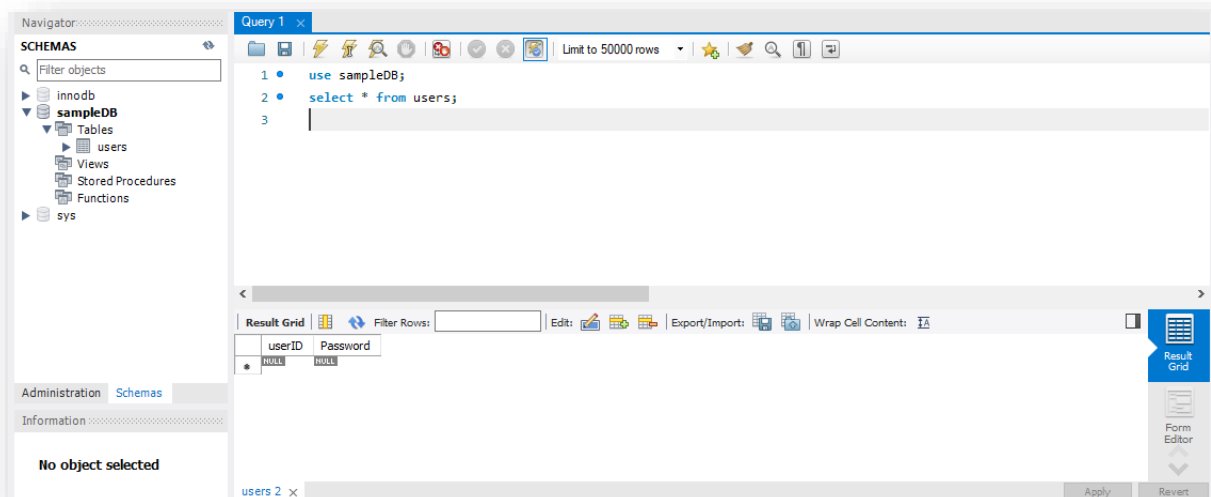 Navigator
SCHEMAS
Filter objects
innodb
sampleDB
Tables
users
Views
Stored Procedures
Functions
sys
Administration Schemas
Information
No object selected
Query 1
Limit to 50000 rows
1 use sampleDB;
2 select * from users;
3
Result Grid Filter Rows: Edit: Export/Import: Wrap Cell Content:
userID Password
* NULL NULL
Result
Grid
Form
Editor
users 2
Apply Revert